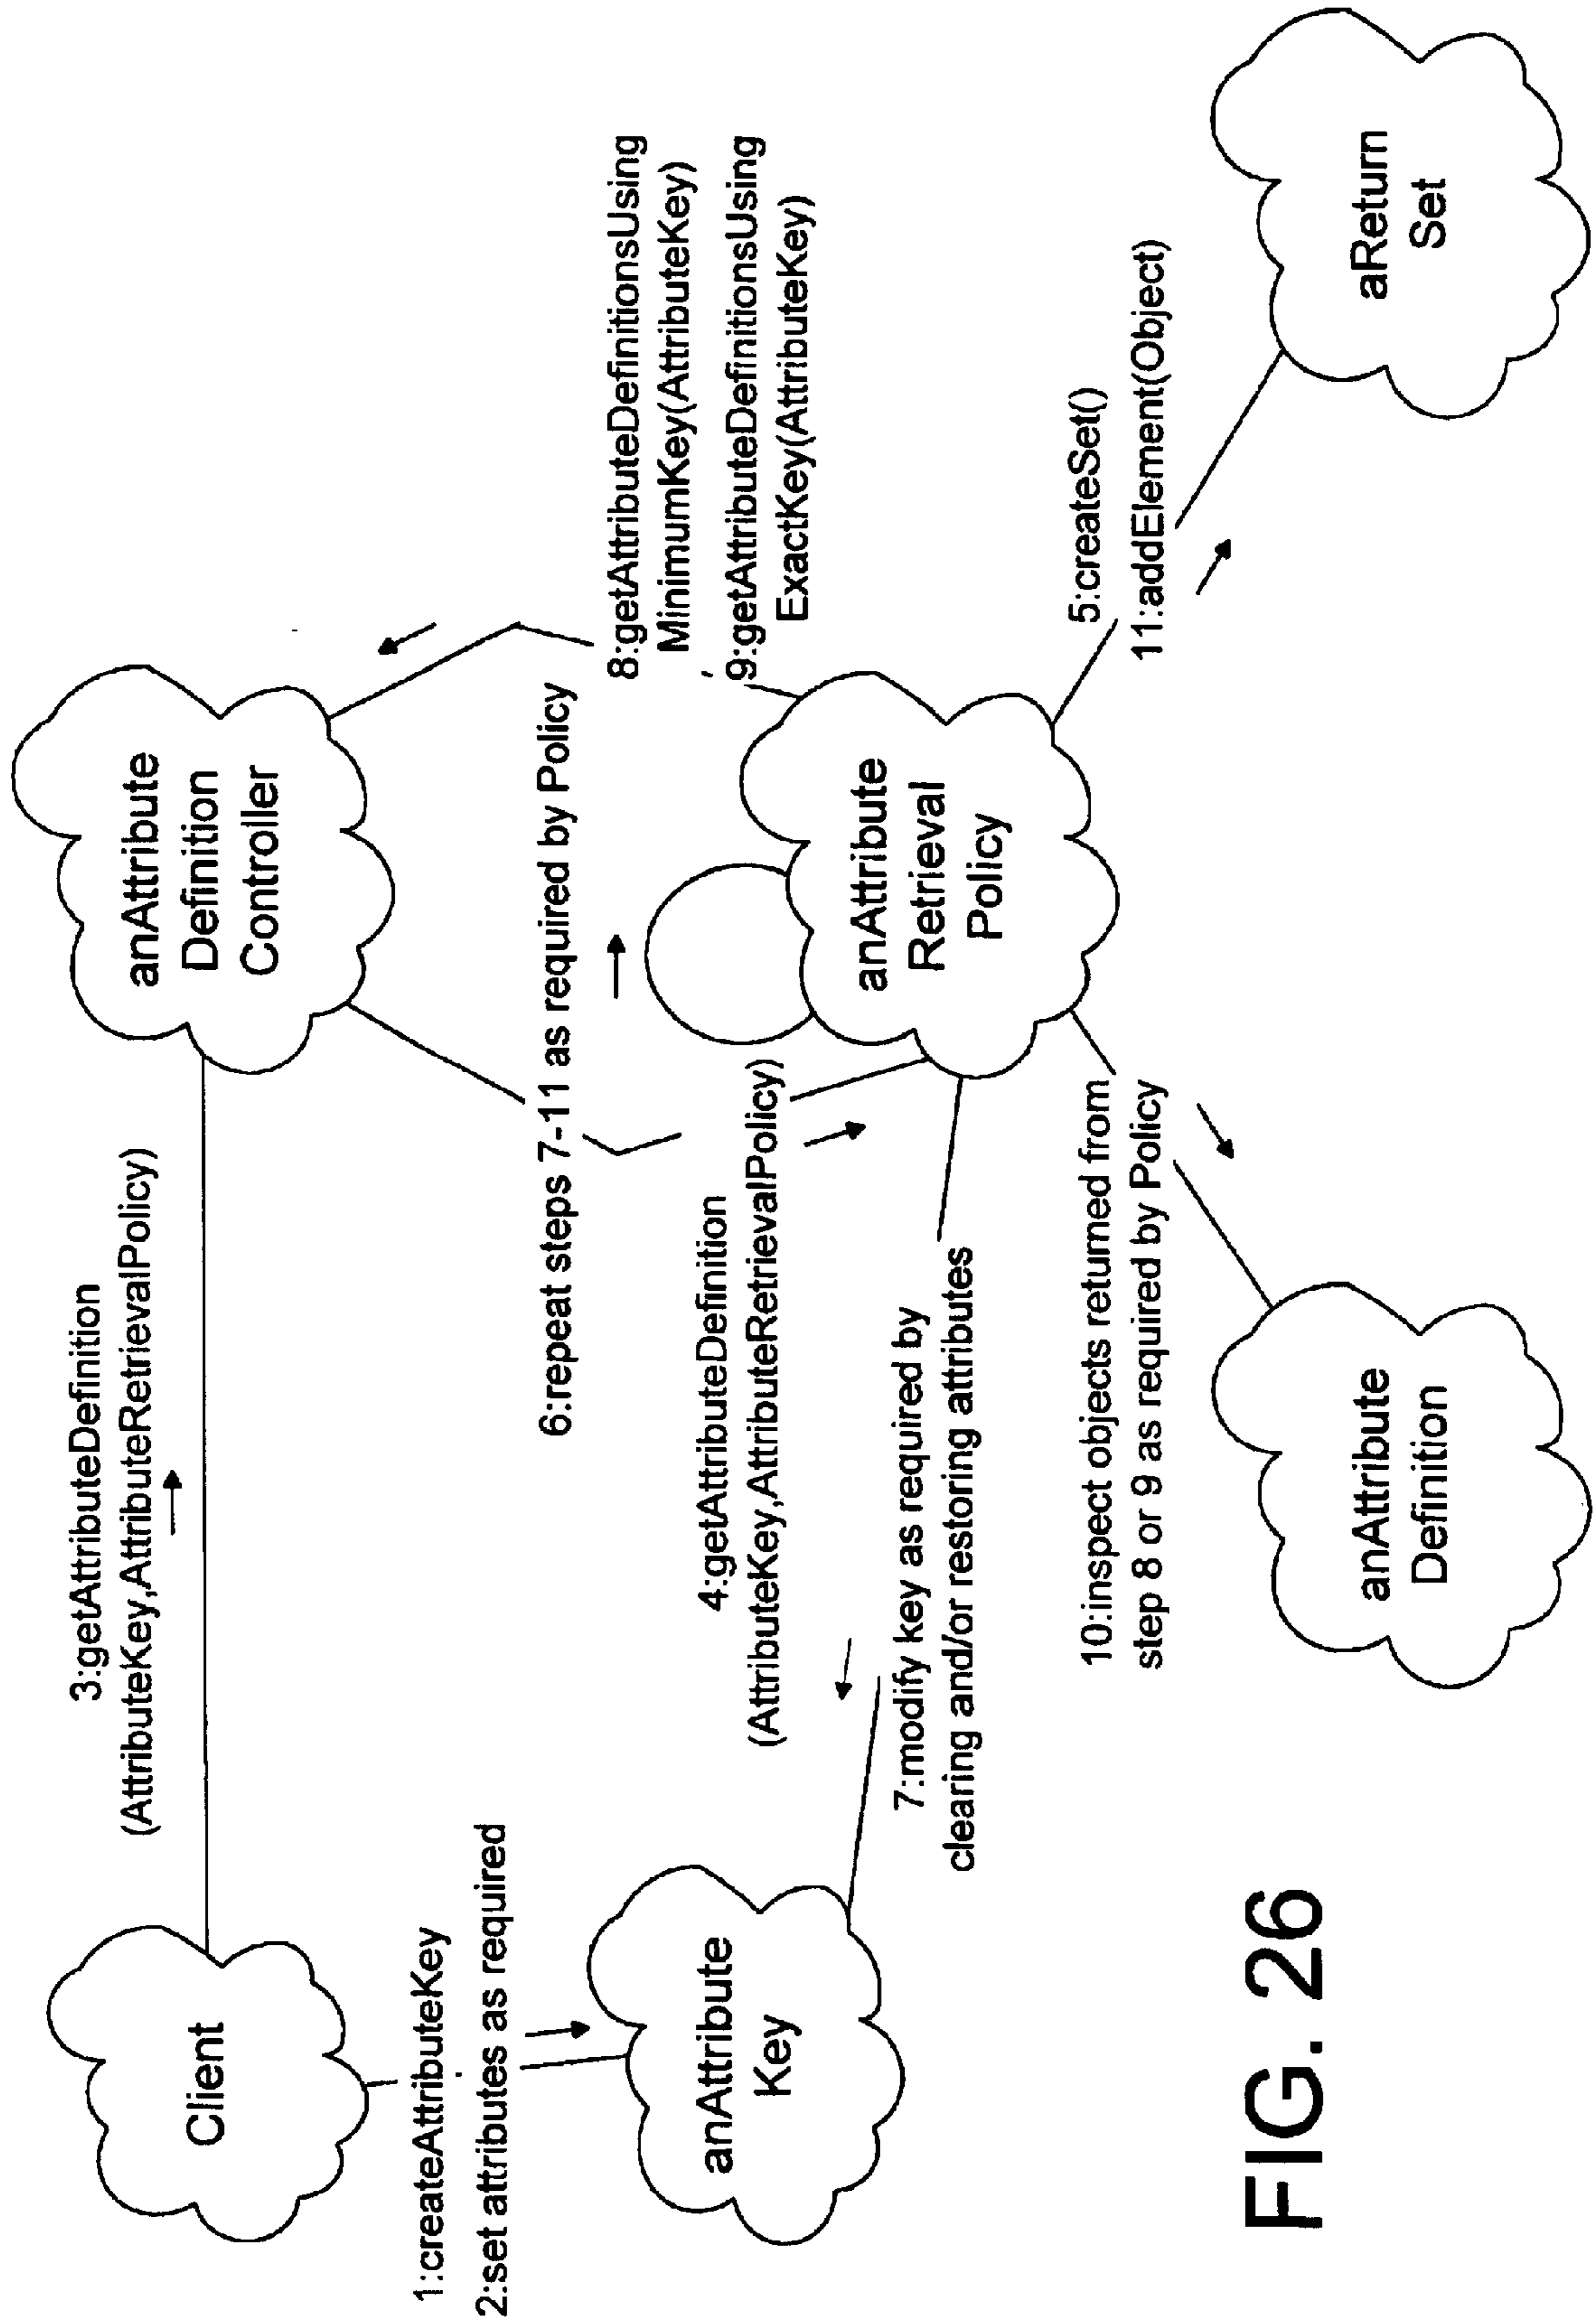 Client
3:getAttributeDefinition
(AttributeKey,AttributeRetrievalPolicy)
anAttribute
Definition
Controller
1:createAttributeKey
2:set attributes as required
6:repeat steps 7-11 as required by Policy
8:getAttributeDefinitionsUsing
MinimumKey(AttributeKey)
9:getAttributeDefinitionsUsing
ExactKey(AttributeKey)
4:getAttributeDefinition
(AttributeKey,AttributeRetrievalPolicy)
anAttribute
Key
anAttribute
Retrieval
Policy
7:modify key as required by
clearing and/or restoring attributes
10:inspect objects returned from
step 8 or 9 as required by Policy
5:createSet()
11:addElement(Object)
anAttribute
Definition
aReturn
Set
FIG. 26